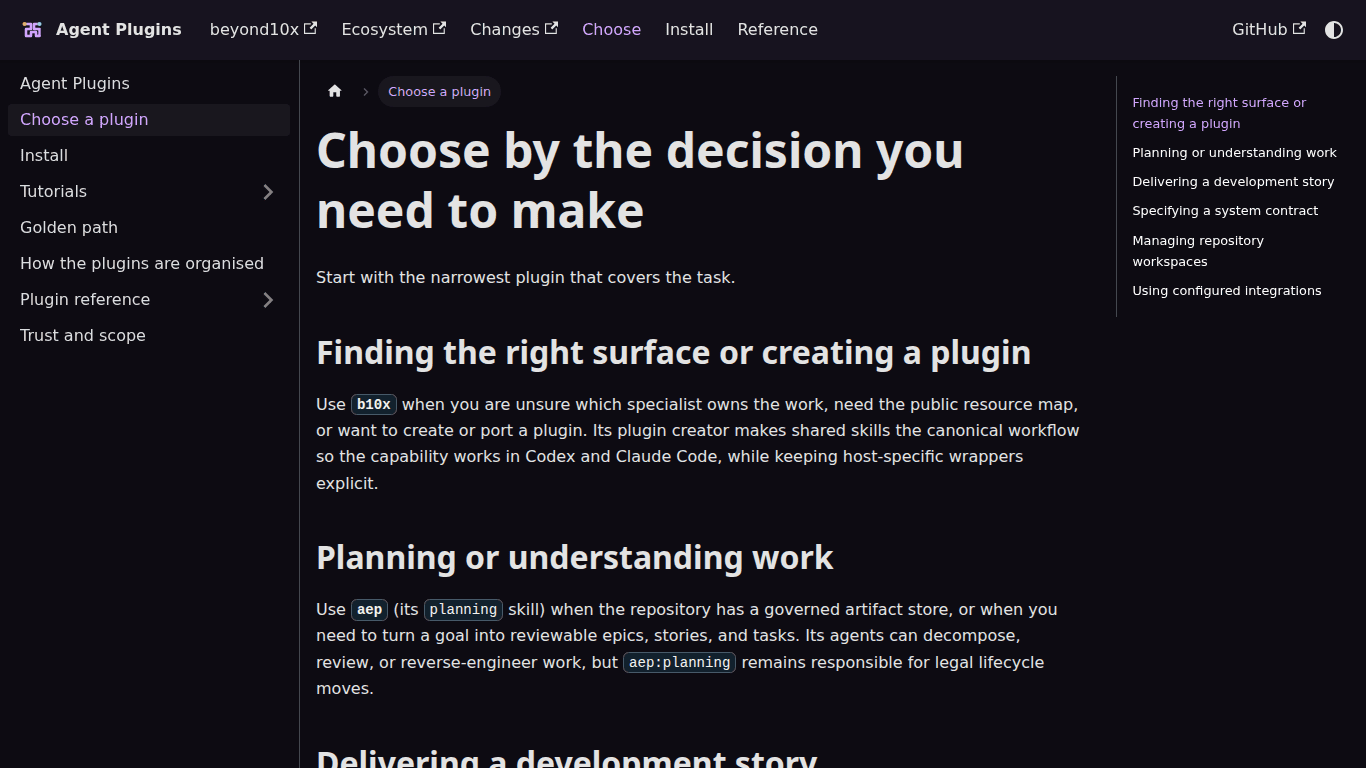 Agent Plugins
beyond10x
Ecosystem
Changes
Choose
Install
Reference
GitHub
Agent Plugins
Choose a plugin
Install
Tutorials
Golden path
How the plugins are organised
Plugin reference
Trust and scope
Choose a plugin
Choose by the decision you
need to make
Start with the narrowest plugin that covers the task.
Finding the right surface or creating a plugin
Use b10x when you are unsure which specialist owns the work, need the public resource map,
or want to create or port a plugin. Its plugin creator makes shared skills the canonical workflow
so the capability works in Codex and Claude Code, while keeping host-specific wrappers
explicit.
Planning or understanding work
Use aep (its planning skill) when the repository has a governed artifact store, or when you
need to turn a goal into reviewable epics, stories, and tasks. Its agents can decompose,
review, or reverse-engineer work, but aep:planning remains responsible for legal lifecycle
moves.
Delivering a development story
Finding the right surface or
creating a plugin
Planning or understanding work
Delivering a development story
Specifying a system contract
Managing repository
workspaces
Using configured integrations